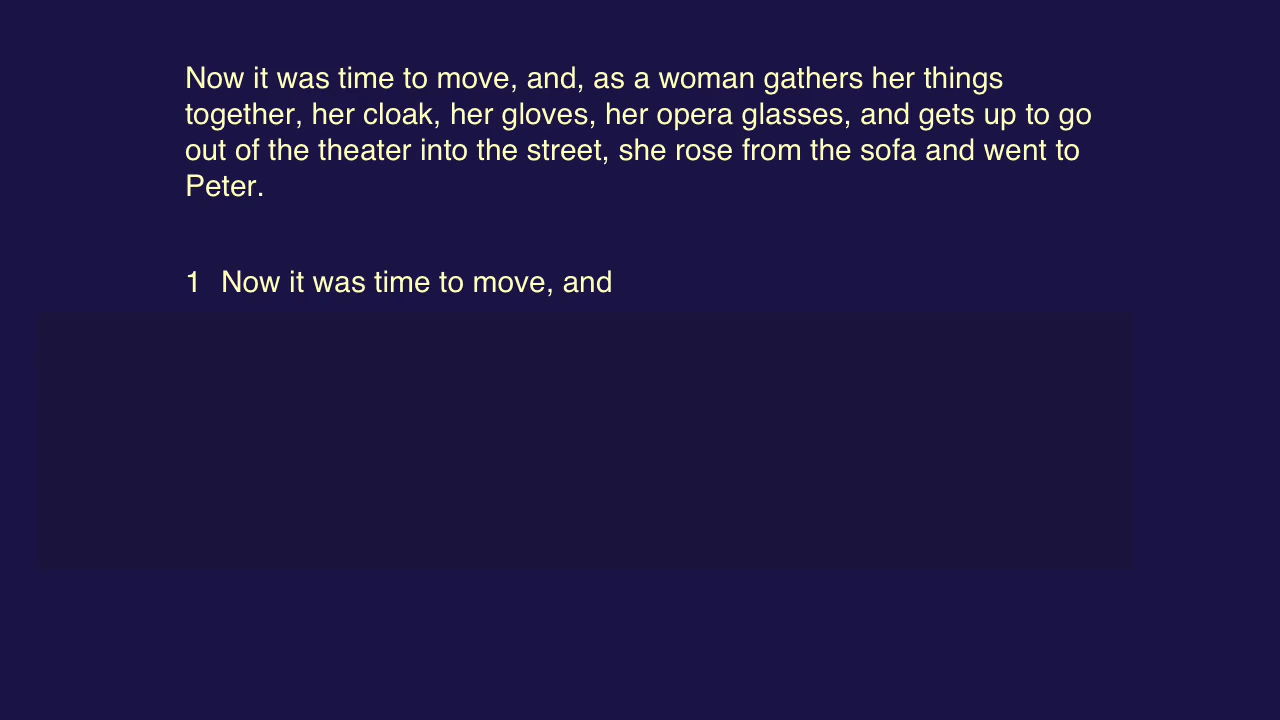 Now it was time to move, and, as a woman gathers her things
together, her cloak, her gloves, her opera glasses, and gets up to go
out of the theater into the street, she rose from the sofa and went to
Peter.
1 Now it was time to move, and